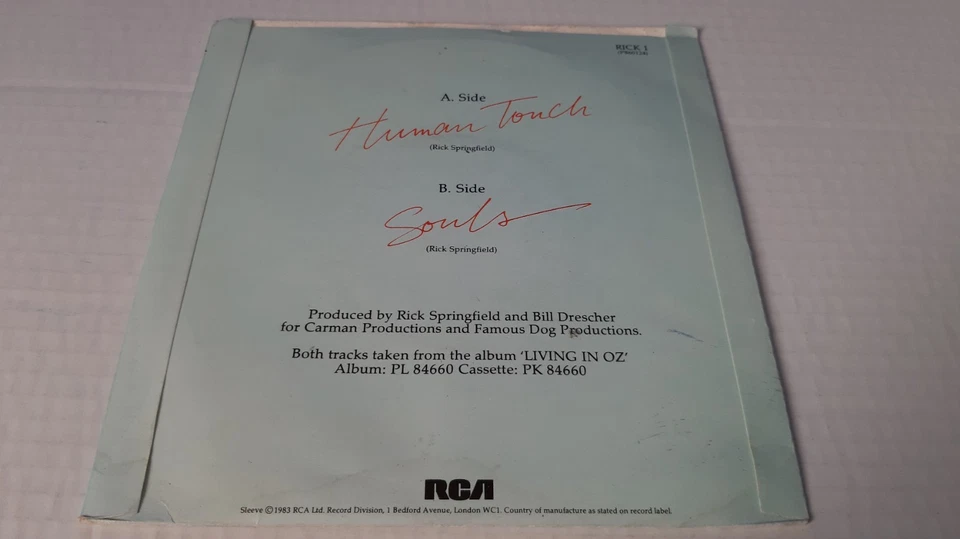 RICK 1
A. Side
Human Touch
(Rick Springfield)
B. Side
Souls
(Rick Springfield)
Produced by Rick Springfield and Bill Drescher
for Carman Productions and Famous Dog Productions.
Both tracks taken from the album 'LIVING IN OZ'
Album: PL 84660 Cassette: PK 84660
RCA
Sleeve ©1983 RCA Ltd. Record Division, 1 Bedford Avenue, London WC1. Country of manufacture as stated on record label.